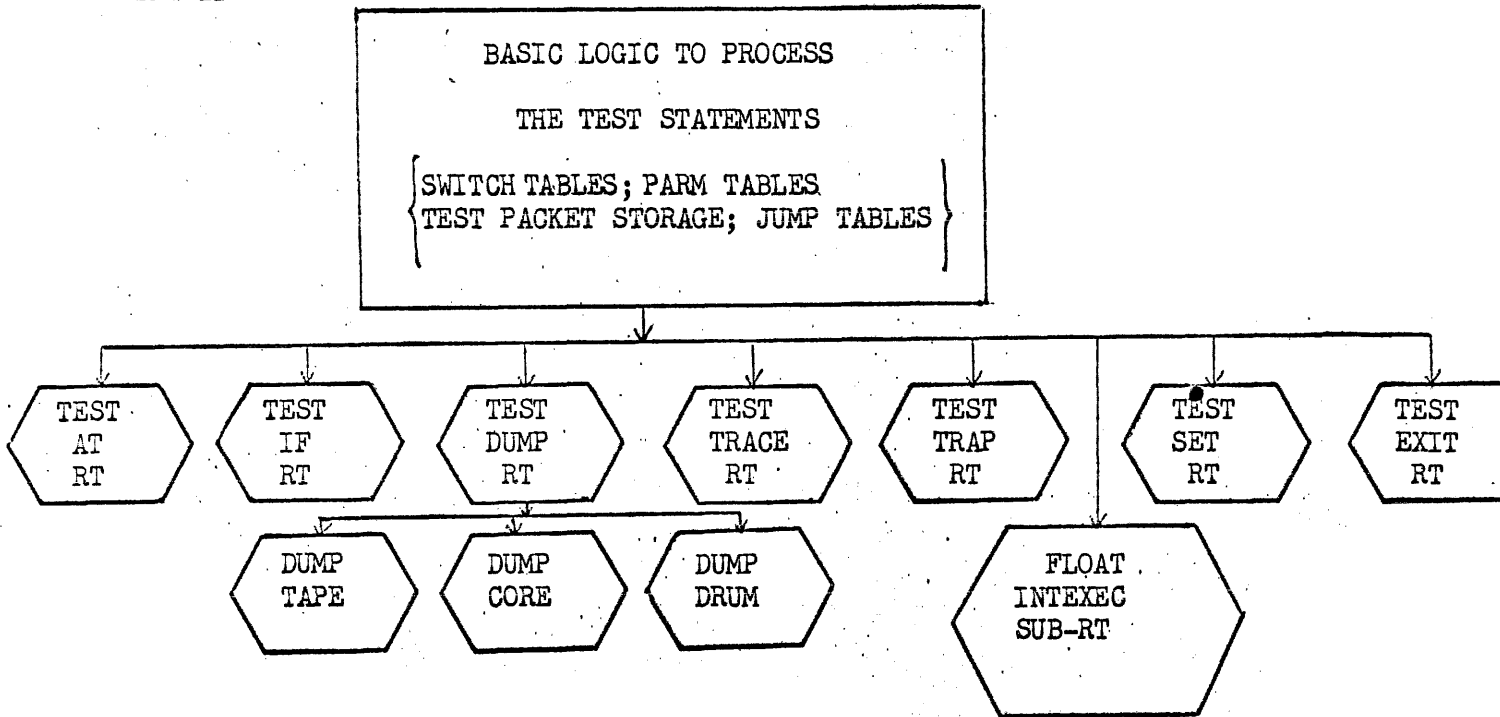 BASIC LOGIC TO PROCESS
THE TEST STATEMENTS
SWITCH TABLES; PARM TABLES
TEST PACKET STORAGE; JUMP TABLES
TEST
AT
RT
TEST
IF
RT
TEST
DUMP
RT
TEST
TRACE
RT
TEST
TRAP
RT
TEST
SET
RT
TEST
EXIT
RT
DUMP
TAPE
DUMP
CORE
DUMP
DRUM
FLOAT
INTEXEC
SUB-RT